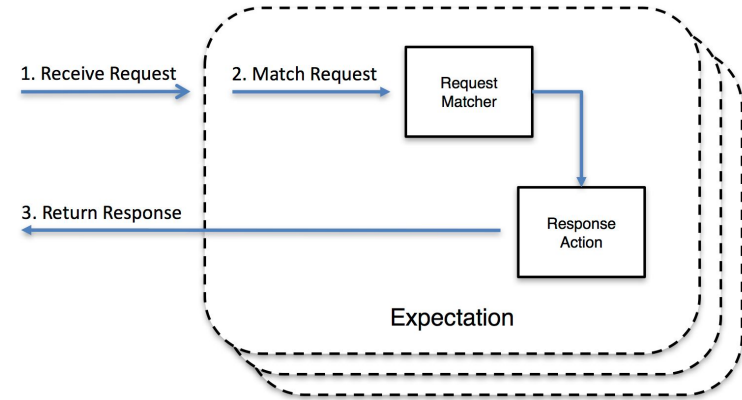 1. Receive Request
2. Match Request
Request
Matcher
3. Return Response
Response
Action
Expectation